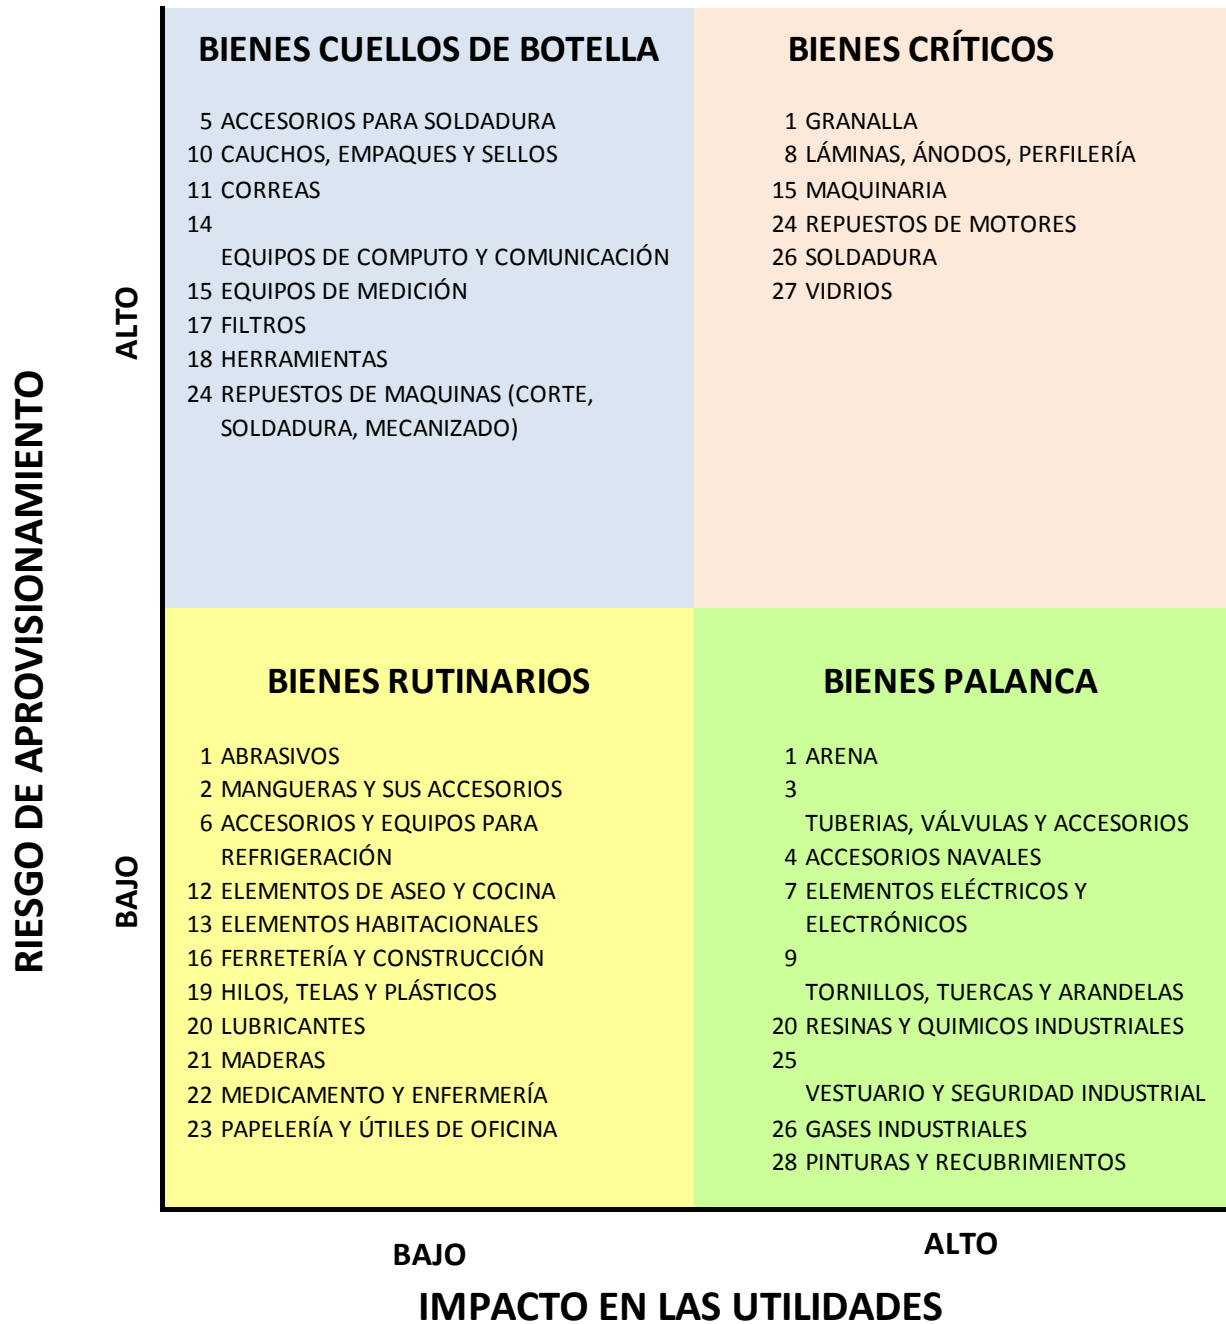 BIENES CUELLOS DE BOTELLA
5 ACCESORIOS PARA SOLDADURA
10 CAUCHOS, EMPAQUES Y SELLOS
11 CORREAS
14
EQUIPOS DE COMPUTO Y COMUNICACIÓN
15 EQUIPOS DE MEDICIÓN
17 FILTROS
18 HERRAMIENTAS
24 REPUESTOS DE MAQUINAS (CORTE,
SOLDADURA, MECANIZADO)
BIENES CRÍTICOS
1 GRANALLA
8 LÁMINAS, ÁNODOS, PERFILERÍA
15 MAQUINARIA
24 REPUESTOS DE MOTORES
26 SOLDADURA
27 VIDRIOS
RIESGO DE APROVISIONAMIENTO
ALTO
BAJO
BIENES RUTINARIOS
1 ABRASIVOS
2 MANGUERAS Y SUS ACCESORIOS
6 ACCESORIOS Y EQUIPOS PARA
REFRIGERACIÓN
12 ELEMENTOS DE ASEO Y COCINA
13 ELEMENTOS HABITACIONALES
16 FERRETERÍA Y CONSTRUCCIÓN
19 HILOS, TELAS Y PLÁSTICOS
20 LUBRICANTES
21 MADERAS
22 MEDICAMENTO Y ENFERMERÍA
23 PAPELERÍA Y ÚTILES DE OFICINA
BIENES PALANCA
1 ARENA
3
TUBERIAS, VÁLVULAS Y ACCESORIOS
4 ACCESORIOS NAVALES
7 ELEMENTOS ELÉCTRICOS Y
ELECTRÓNICOS
9
TORNILLOS, TUERCAS Y ARANDELAS
20 RESINAS Y QUIMICOS INDUSTRIALES
25
VESTUARIO Y SEGURIDAD INDUSTRIAL
26 GASES INDUSTRIALES
28 PINTURAS Y RECUBRIMIENTOS
BAJO
ALTO
IMPACTO EN LAS UTILIDADES